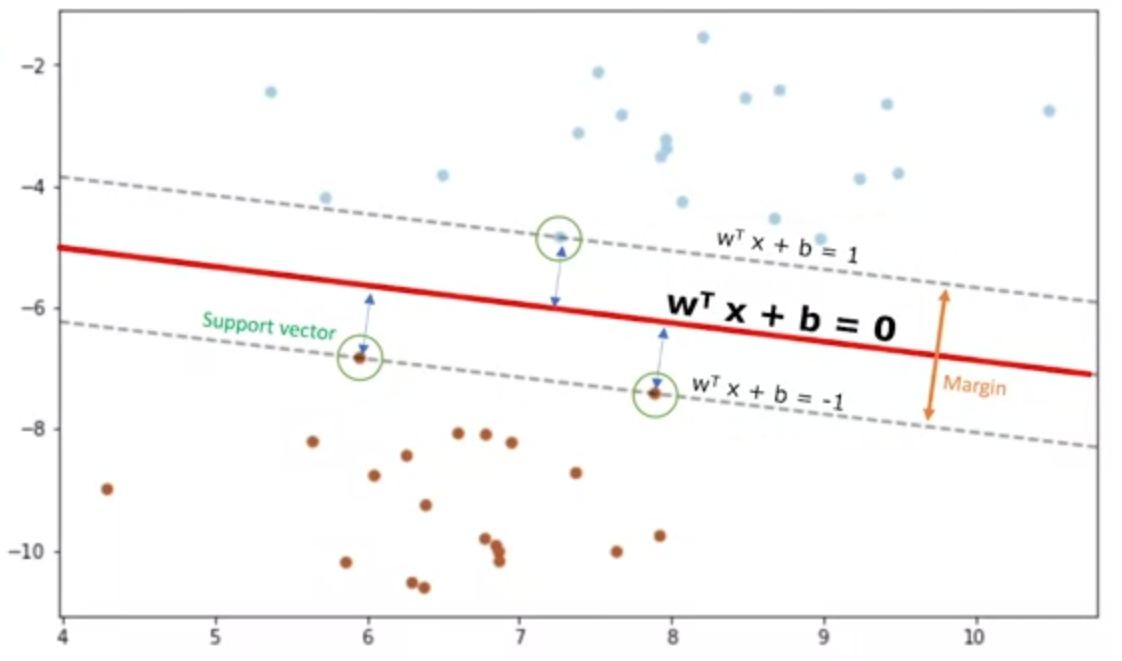 −2
−4
−6
−8
−10
wᵀ x + b = 1
wᵀ x + b = 0
Support vector
wᵀ x + b = -1
Margin
4 5 6 7 8 9 10